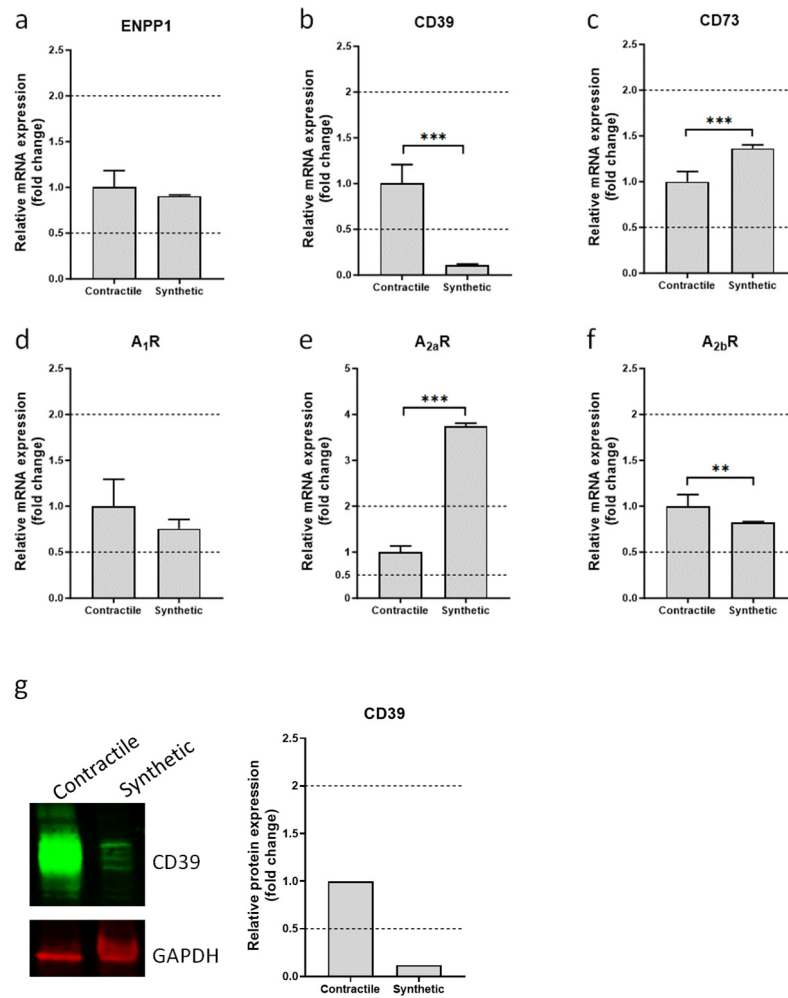 a
ENPP1
Relative mRNA expression
(fold change)
2.5
2.0
1.5
1.0
0.5
0.0
Contractile
Synthetic
b
CD39
Relative mRNA expression
(fold change)
2.5
2
1.5
1.0
0.5
0.0
***
Contractile
Synthetic
c
CD73
Relative mRNA expression
(fold change)
2.5
2.0
1.5
1.0
0.5
0.0
***
Contractile
Synthetic
d
A₁R
Relative mRNA expression
(fold change)
2.5
2.0
1.5
1.0
0.5
0.0
Contractile
Synthetic
e
A₂ₐR
Relative mRNA expression
(fold change)
5
4
3
2
1
0.5
0
***
Contractile
Synthetic
f
A2bR
Relative mRNA expression
(fold change)
2.5
2.0
1.5
1.0
0.5
0.0
**
Contractile
Synthetic
g
Contractile
Synthetic
CD39
GAPDH
CD39
Relative protein expression
(fold change)
2.5
2
1.5
1.0
0.5
0.0
Contractile
Synthetic